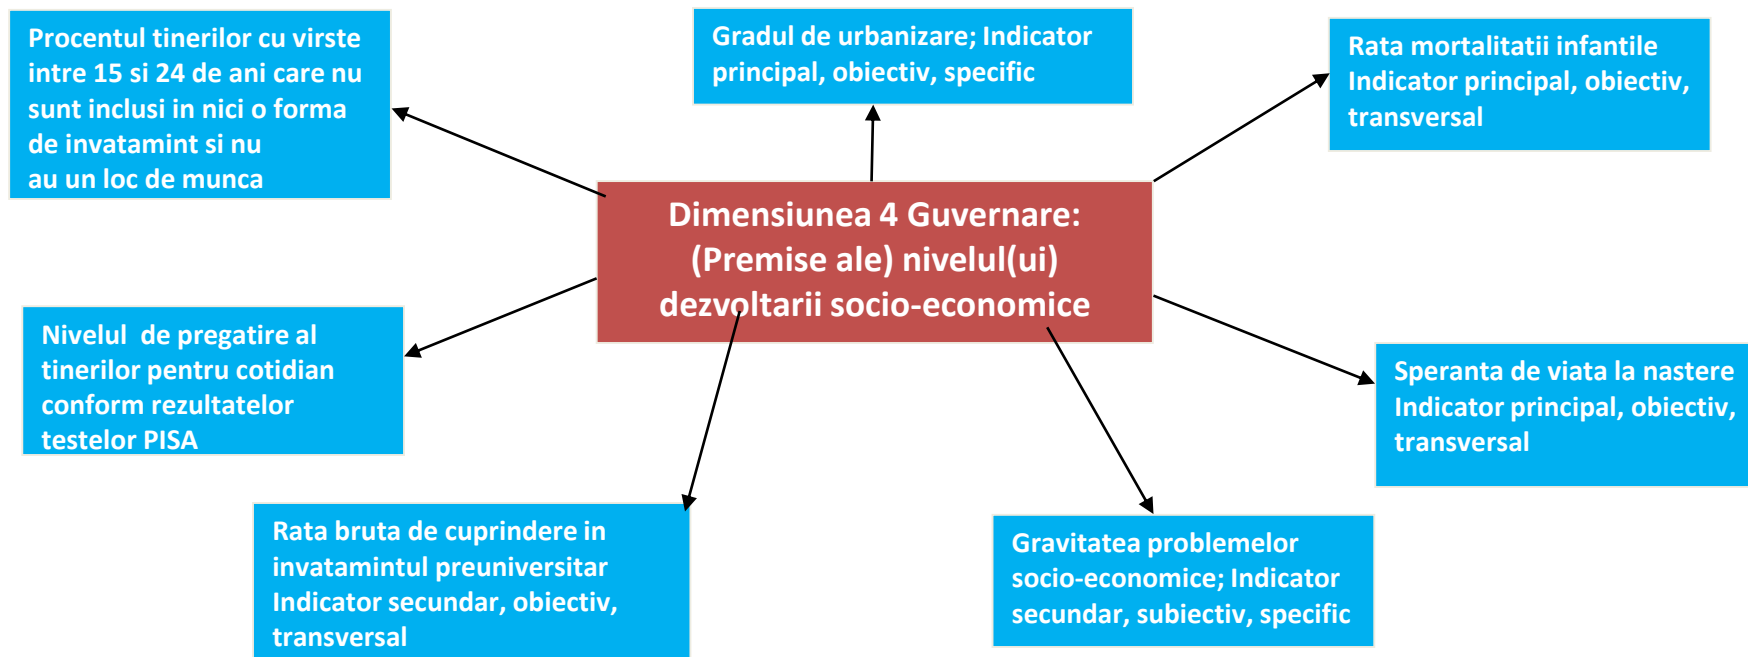 Procentul tinerilor cu virste
intre 15 si 24 de ani care nu
sunt inclusi in nici o forma
de invatamint si nu
au un loc de munca
Gradul de urbanizare; Indicator
principal, obiectiv, specific
Rata mortalitatii infantile
Indicator principal, obiectiv,
transversal
Dimensiunea 4 Guvernare:
(Premise ale) nivelul(ui)
dezvoltarii socio-economice
Nivelul de pregatire al
tinerilor pentru cotidian
conform rezultatelor
testelor PISA
Speranta de viata la nastere
Indicator principal, obiectiv,
transversal
Rata bruta de cuprindere in
invatamintul preuniversitar
Indicator secundar, obiectiv,
transversal
Gravitatea problemelor
socio-economice; Indicator
secundar, subiectiv, specific